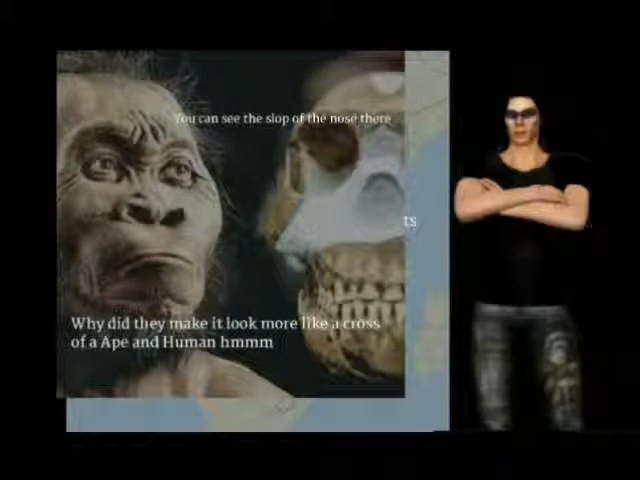 You can see the slop of the nose there
ts
Why did they make it look more like a cross
of a Ape and Human hmmm